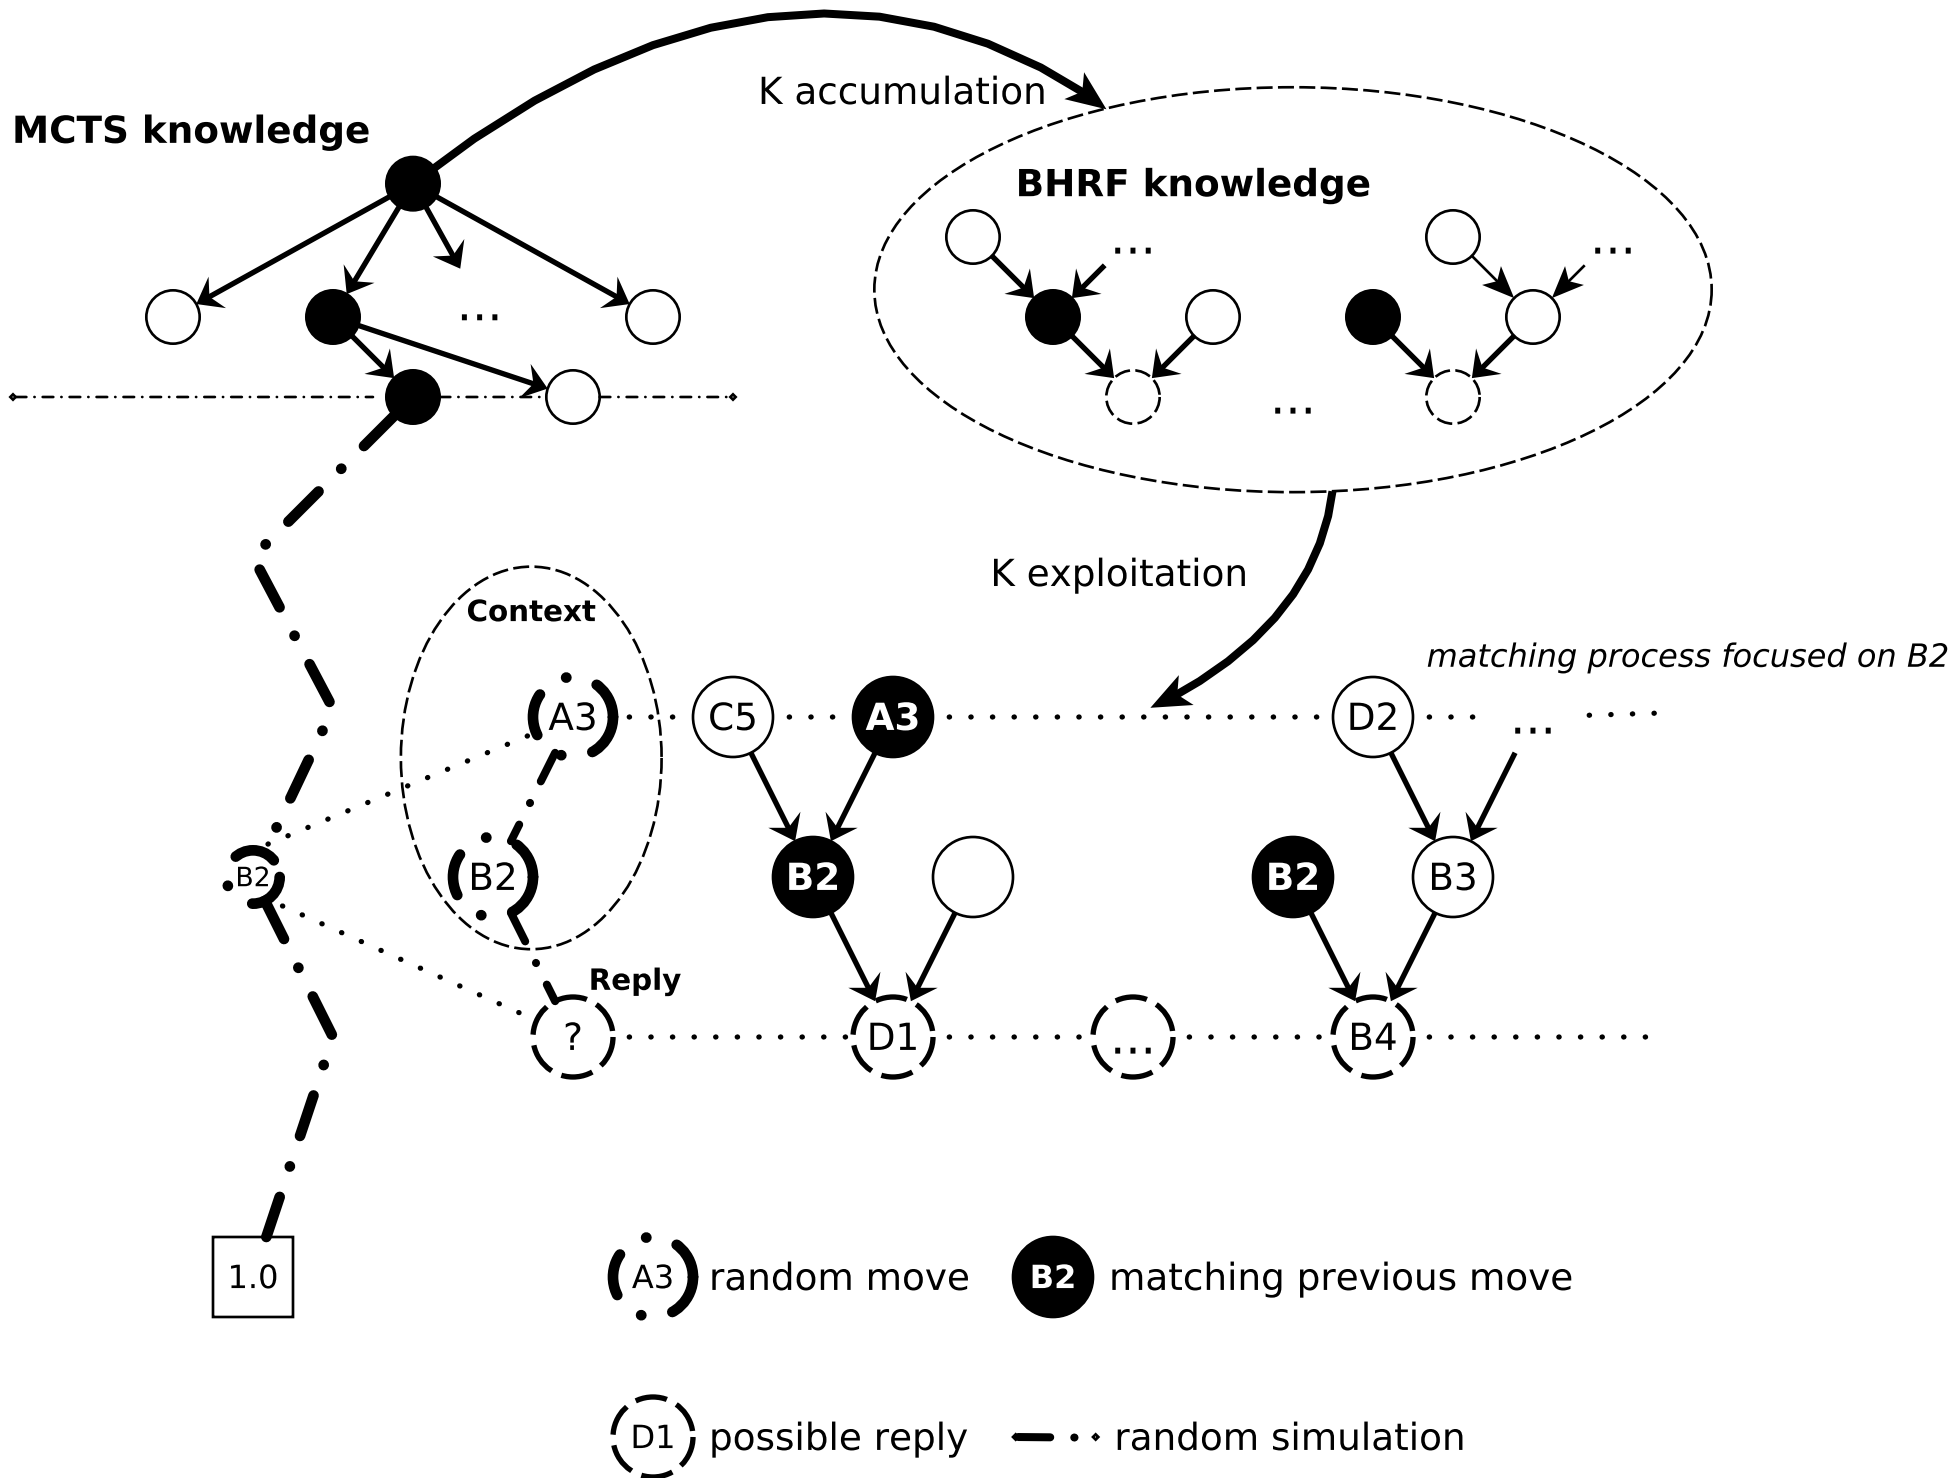 K accumulation
MCTS knowledge
BHRF knowledge
...
...
...
...
K exploitation
Context
matching process focused on B2
A3
C5
A3
D2
...
B2
B2
B2
B2
B3
Reply
?
D1
...
B4
1.0
A3 random move
B2 matching previous move
D1 possible reply
random simulation